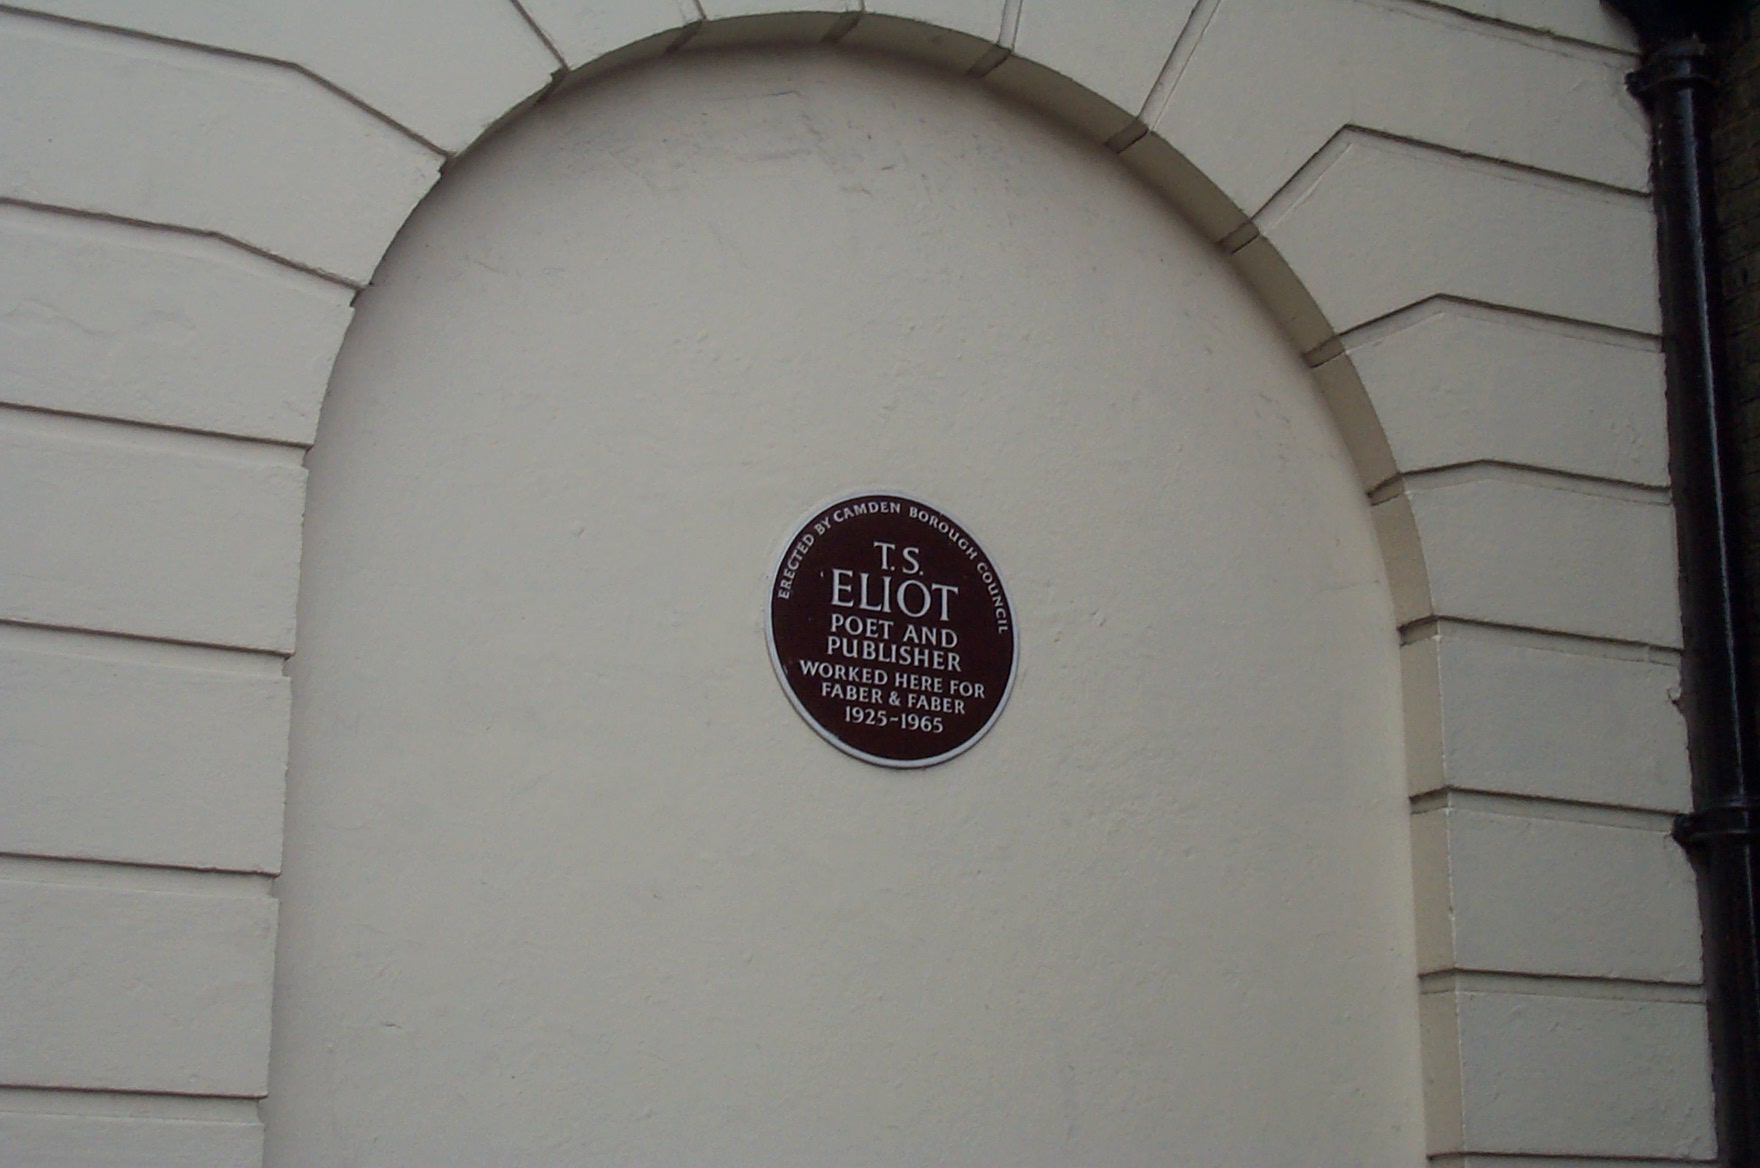 ERECTED BY CAMDEN BOROUGH COUNCIL
T.S.
ELIOT
POET AND
PUBLISHER
WORKED HERE FOR
FABER & FABER
1925-1965